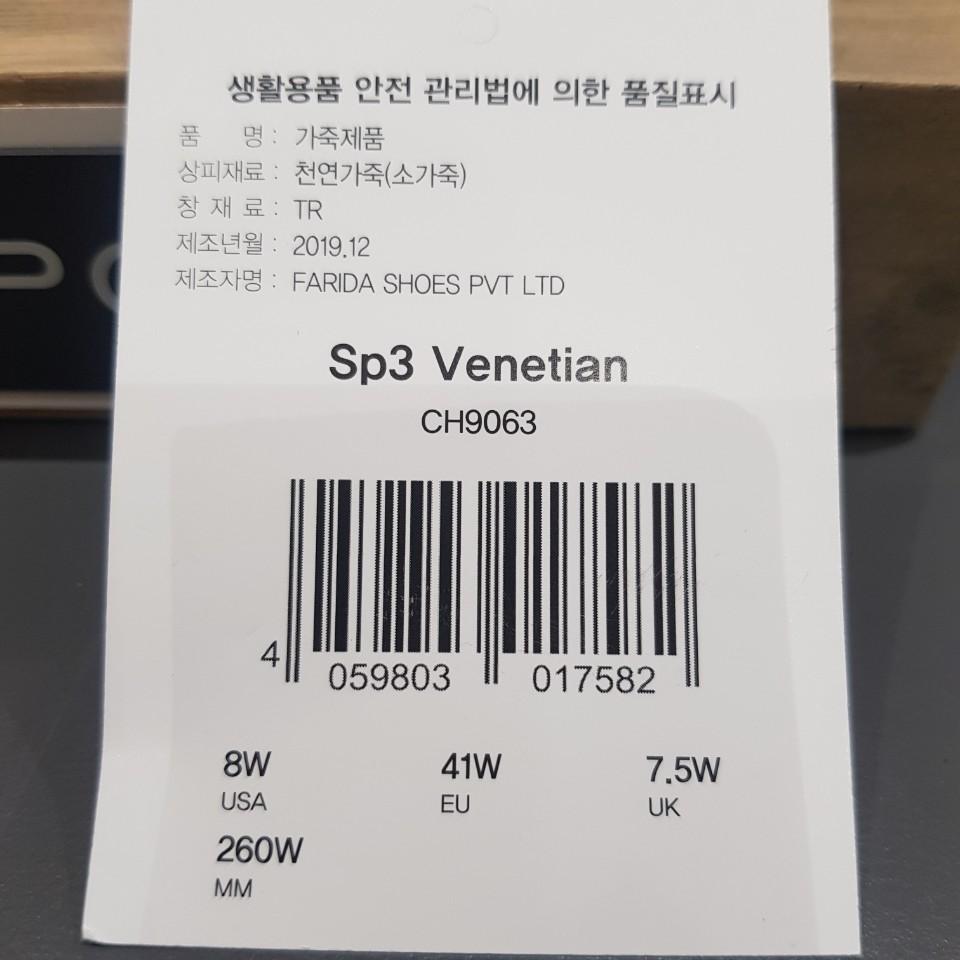 생활용품 안전 관리법에 의한 품질표시
품 명 : 가죽제품
상피재료 : 천연가죽(소가죽)
창 재 료 : TR
제조년월 : 2019.12
제조자명 : FARIDA SHOES PVT LTD
Sp3 Venetian
CH9063
4 059803 017582
8W 41W 7.5W
USA EU UK
260W
MM